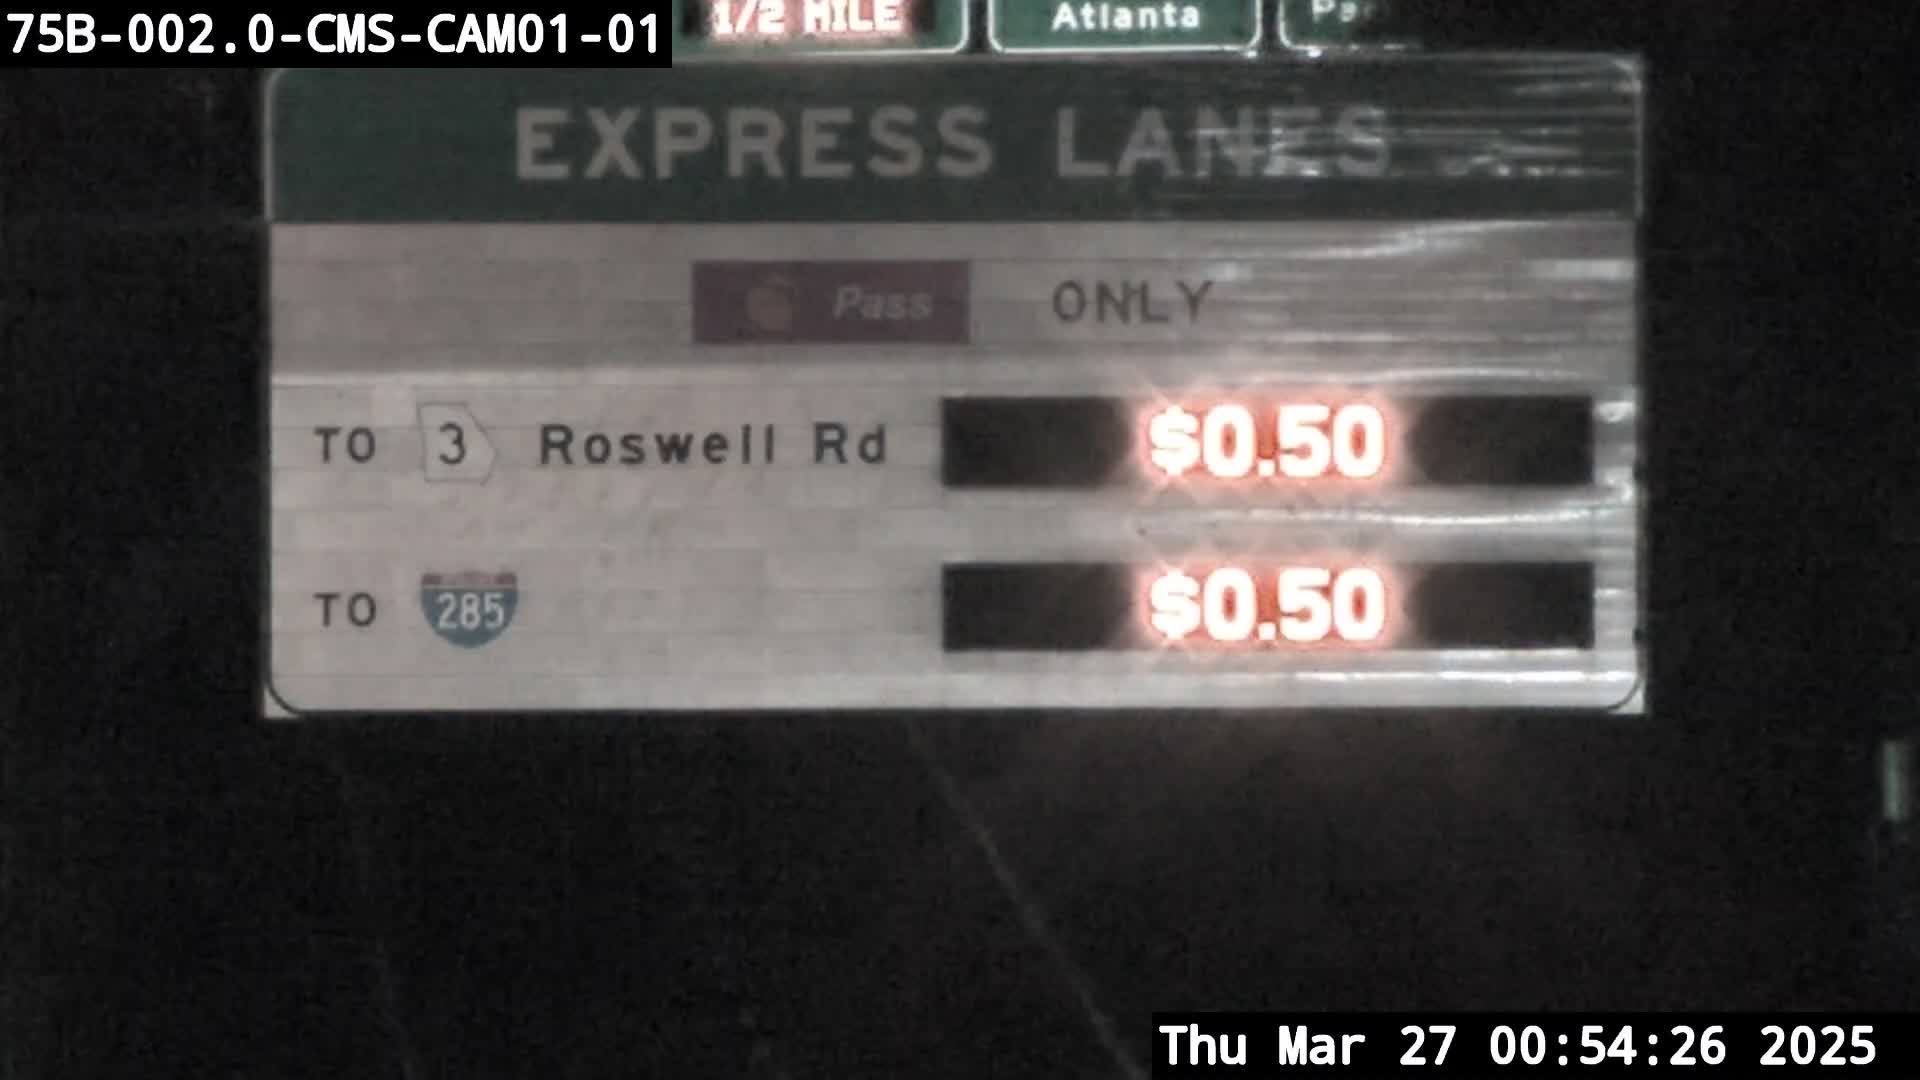 75B-002.0-CMS-CAM01-01
1/2 MILE
Atlanta
EXPRESS LANES
Pass ONLY
TO 3 Roswell Rd $0.50
TO 285 $0.50
Thu Mar 27 00:54:26 2025